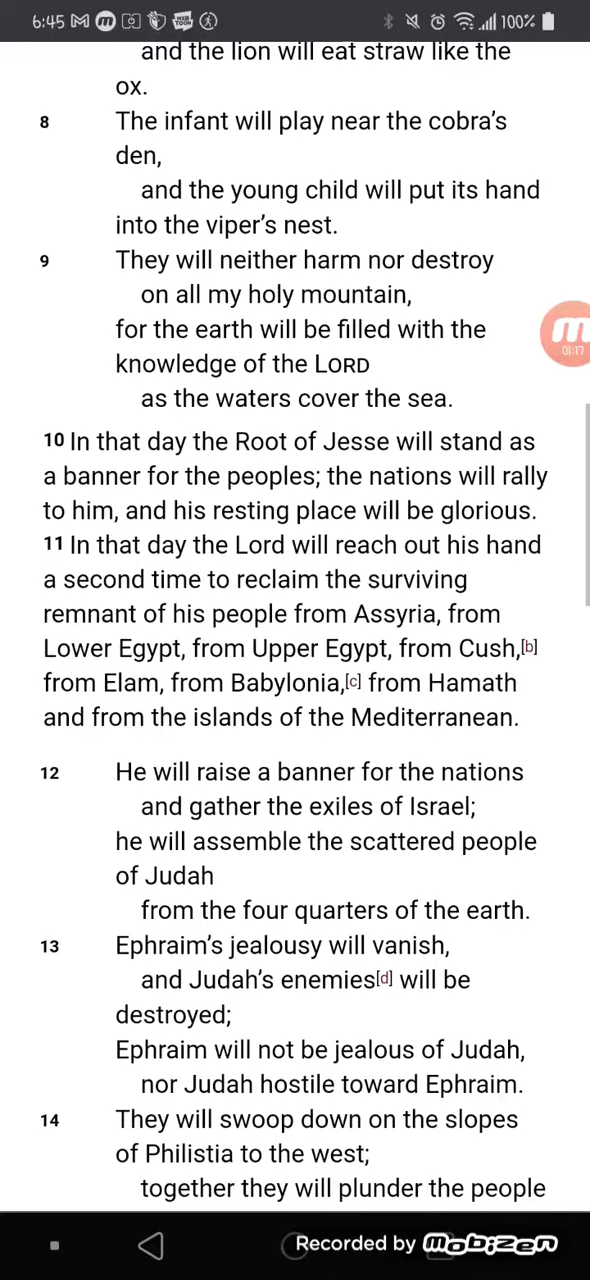 6:45 100%
and the lion will eat straw like the
ox.
8 The infant will play near the cobra’s
den,
and the young child will put its hand
into the viper’s nest.
9 They will neither harm nor destroy
on all my holy mountain,
for the earth will be filled with the
knowledge of the LORD
as the waters cover the sea.
01:17
10 In that day the Root of Jesse will stand as
a banner for the peoples; the nations will rally
to him, and his resting place will be glorious.
11 In that day the Lord will reach out his hand
a second time to reclaim the surviving
remnant of his people from Assyria, from
Lower Egypt, from Upper Egypt, from Cush,[b]
from Elam, from Babylonia,[c] from Hamath
and from the islands of the Mediterranean.
12 He will raise a banner for the nations
and gather the exiles of Israel;
he will assemble the scattered people
of Judah
from the four quarters of the earth.
13 Ephraim’s jealousy will vanish,
and Judah’s enemies[d] will be
destroyed;
Ephraim will not be jealous of Judah,
nor Judah hostile toward Ephraim.
14 They will swoop down on the slopes
of Philistia to the west;
together they will plunder the people
Recorded by mobizen